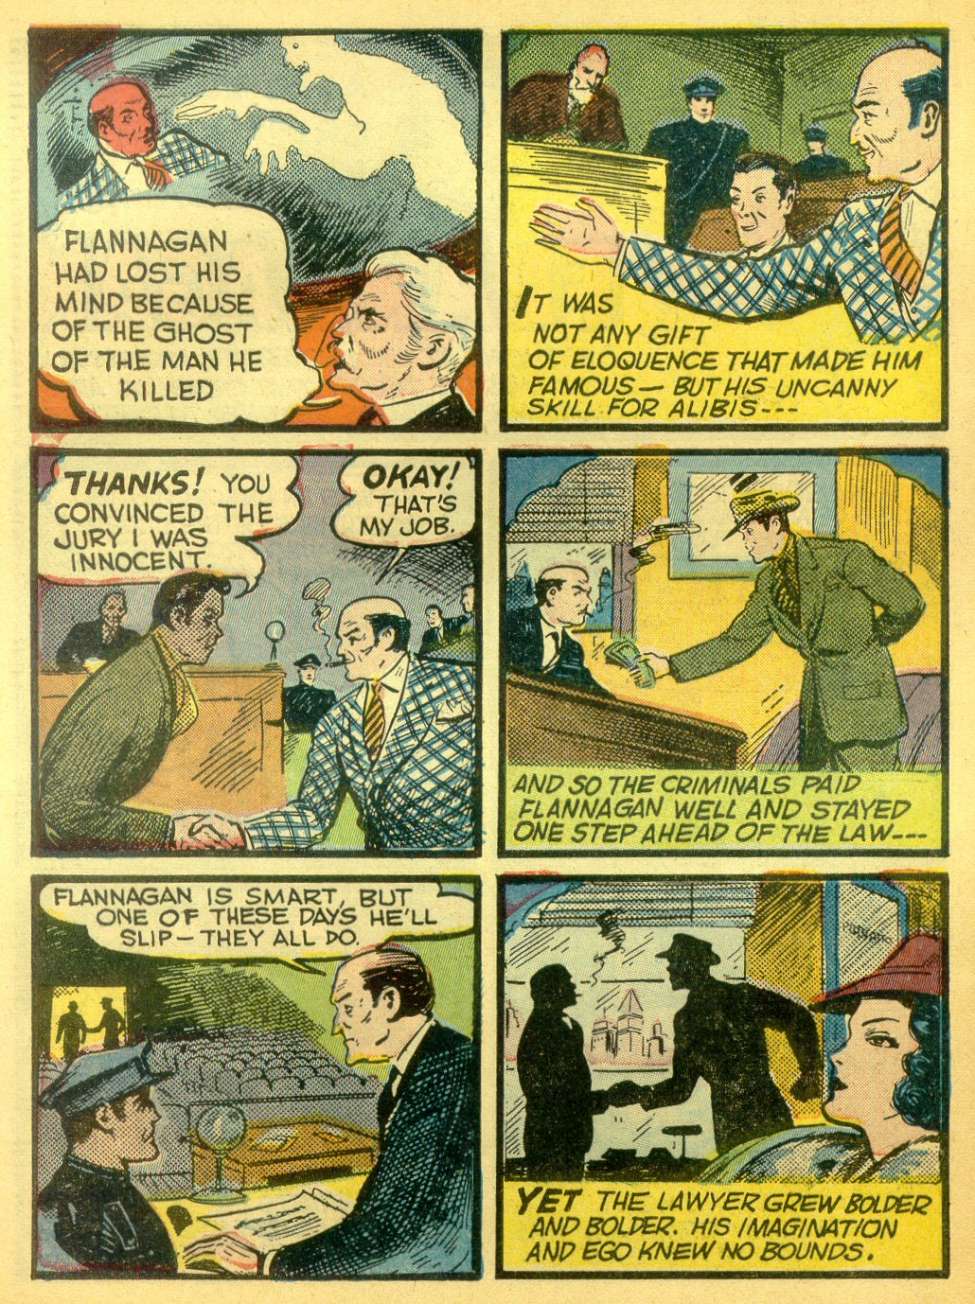 FLANNAGAN
HAD LOST HIS
MIND BECAUSE
OF THE GHOST
OF THE MAN HE
KILLED
IT WAS
NOT ANY GIFT
OF ELOQUENCE THAT MADE HIM
FAMOUS — BUT HIS UNCANNY
SKILL FOR ALIBIS---
THANKS! YOU
CONVINCED THE
JURY I WAS
INNOCENT.
OKAY!
THAT'S
MY JOB.
AND SO THE CRIMINALS PAID
FLANNAGAN WELL AND STAYED
ONE STEP AHEAD OF THE LAW---
FLANNAGAN IS SMART, BUT
ONE OF THESE DAYS HE'LL
SLIP — THEY ALL DO.
YET THE LAWYER GREW BOLDER
AND BOLDER. HIS IMAGINATION
AND EGO KNEW NO BOUNDS.